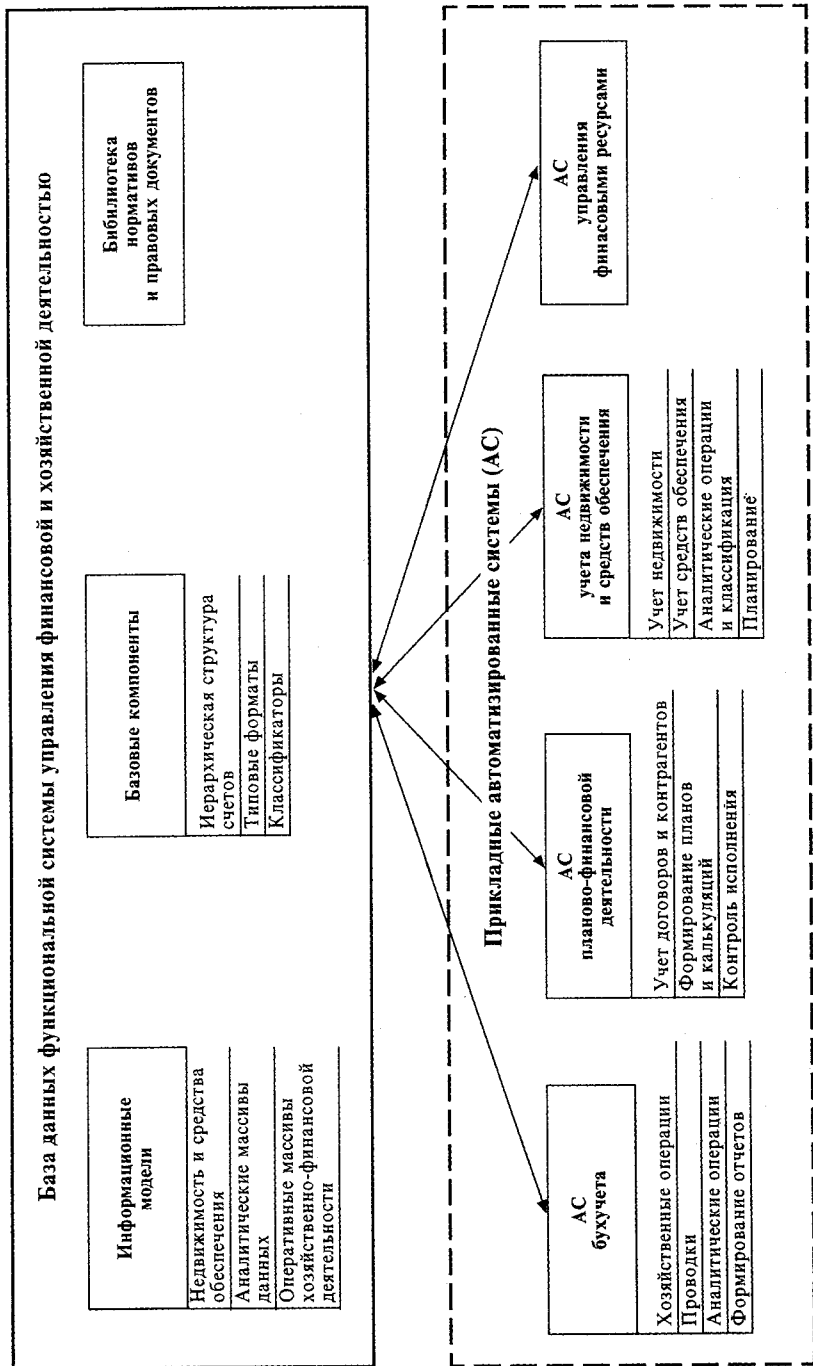 База данных функциональной системы управления финансовой и хозяйственной деятельностью
Информационные
модели
Недвижимость и средства
обеспечения
Аналитические массивы
данных
Оперативные массивы
хозяйственно-финансовой
деятельности
Базовые компоненты
Иерархическая структура
счетов
Типовые форматы
Классификаторы
Бибилиотека
нормативов
и правовых документов
Прикладные автоматизированные системы (АС)
АС
бухучета
Хозяйственные операции
Проводки
Аналитические операции
Формирование отчетов
АС
планово-финансовой
деятельности
Учет договоров и контрагентов
Формирование планов
и калькуляций
Контроль исполнения
АС
учета недвижимости
и средств обеспечения
Учет недвижимости
Учет средств обеспечения
Аналитические операции
и классификация
Планирование
АС
управления
финасовыми ресурсами